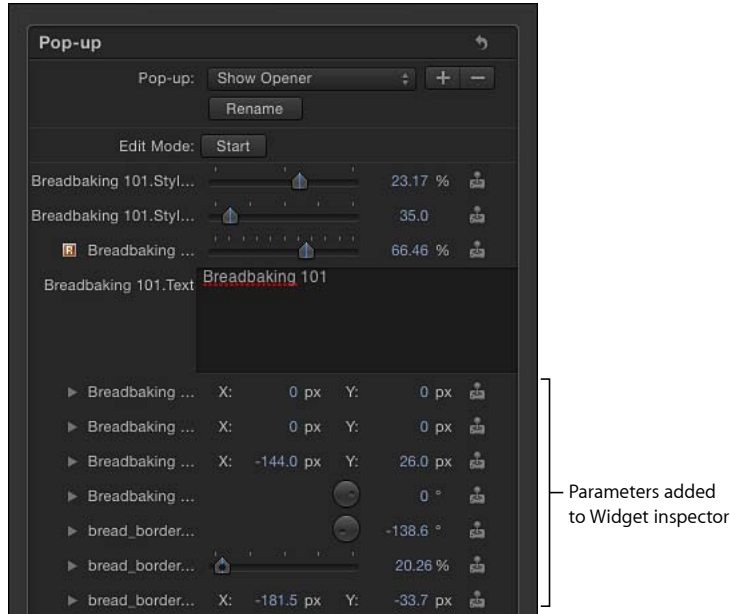 Pop-up
Pop-up: Show Opener
Rename
Edit Mode: Start
Breadbaking 101.Styl... 23.17 %
Breadbaking 101.Styl... 35.0
R Breadbaking ... 66.46 %
Breadbaking 101.Text Breadbaking 101
Breadbaking ... X: 0 px Y: 0 px
Breadbaking ... X: 0 px Y: 0 px
Breadbaking ... X: -144.0 px Y: 26.0 px
Breadbaking ... 0 °
bread_border... -138.6 °
bread_border... 20.26 %
bread_border... X: -181.5 px Y: -33.7 px
Parameters added
to Widget inspector